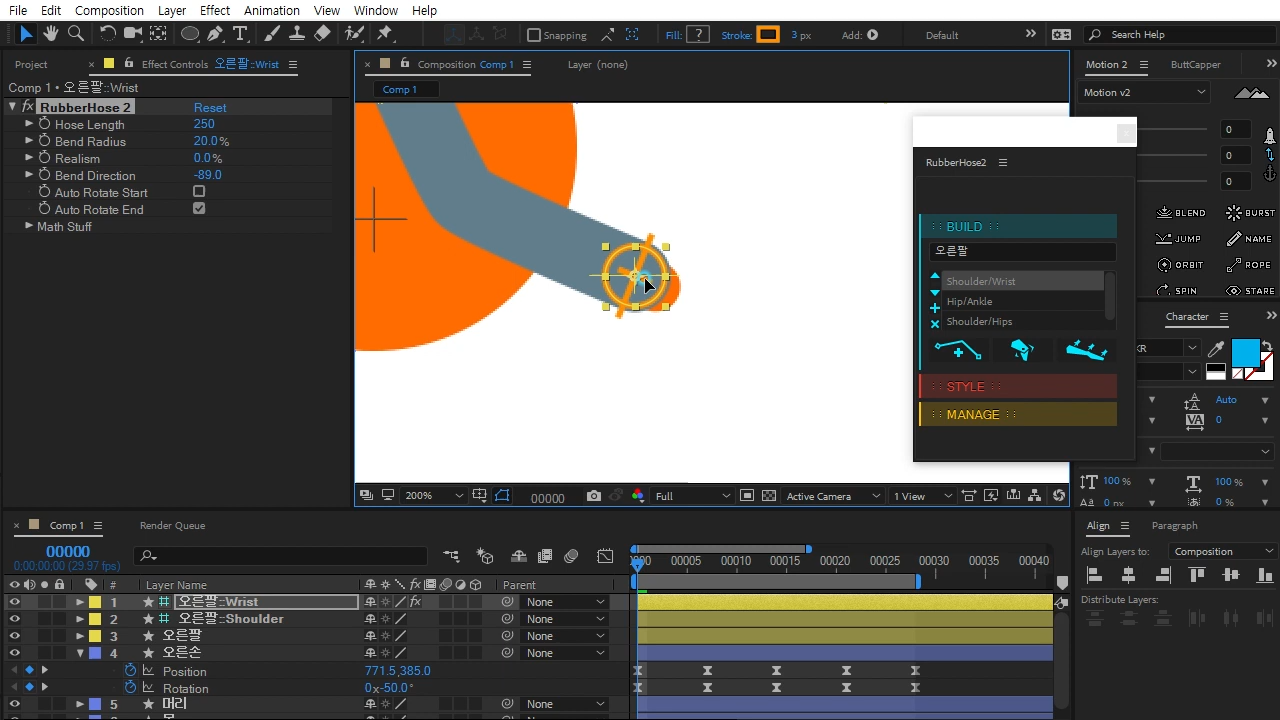 File Edit Composition Layer Effect Animation View Window Help
Snapping Fill: ? Stroke: 3 px Add: Default Search Help
Project × Effect Controls 오른팔::Wrist
Comp 1 • 오른팔::Wrist
fx RubberHose 2 Reset
Hose Length 250
Bend Radius 20.0%
Realism 0.0%
Bend Direction -89.0
Auto Rotate Start
Auto Rotate End
Math Stuff
× Composition Comp 1 Layer (none)
Comp 1
200% 00000 Full Active Camera 1 View
RubberHose2
:: BUILD ::
오른팔
Shoulder/Wrist
Hip/Ankle
Shoulder/Hips
:: STYLE ::
:: MANAGE ::
Motion 2 ButtCapper
Motion v2
0
0
0
BLEND BURST
JUMP NAME
ORBIT ROPE
SPIN STARE
Character
KR
Auto
VA 0
100% 100%
0 px 0%
Align Paragraph
Align Layers to: Composition
Distribute Layers:
× Comp 1 Render Queue
00000
0;00;00;00 (29.97 fps)
00005 00010 00015 00020 00025 00030 00035 00040
# Layer Name fx Parent
1 오른팔::Wrist fx None
2 오른팔::Shoulder None
3 오른팔 None
4 오른손 None
Position 771.5,385.0
Rotation 0x-50.0°
5 머리 None